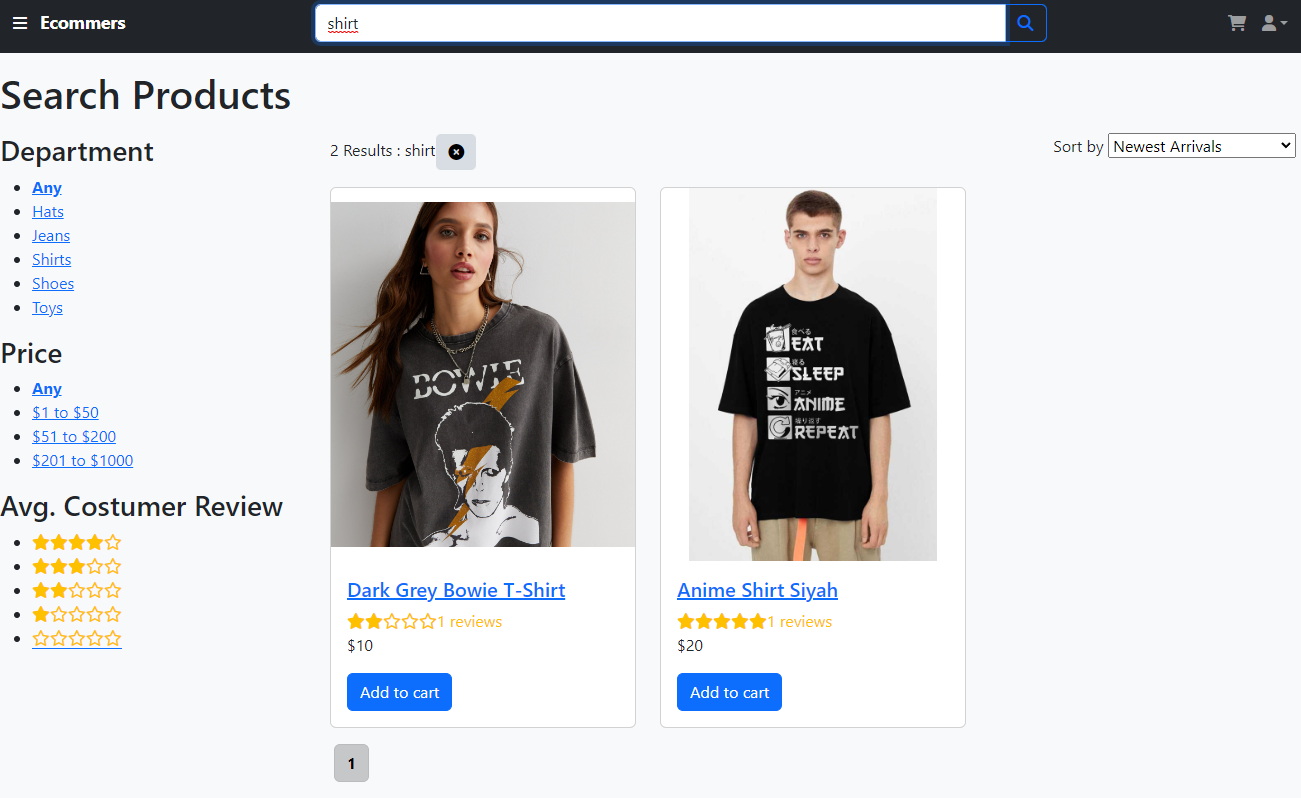 Ecommers
shirt
Search Products
Department
Any
Hats
Jeans
Shirts
Shoes
Toys
Price
Any
$1 to $50
$51 to $200
$201 to $1000
Avg. Costumer Review
2 Results : shirt
Sort by Newest Arrivals
BOWIE
Dark Grey Bowie T-Shirt
1 reviews
$10
Add to cart
食べる
EAT
寝る
SLEEP
アニメ
ANIME
繰り返す
REPEAT
Anime Shirt Siyah
1 reviews
$20
Add to cart
1